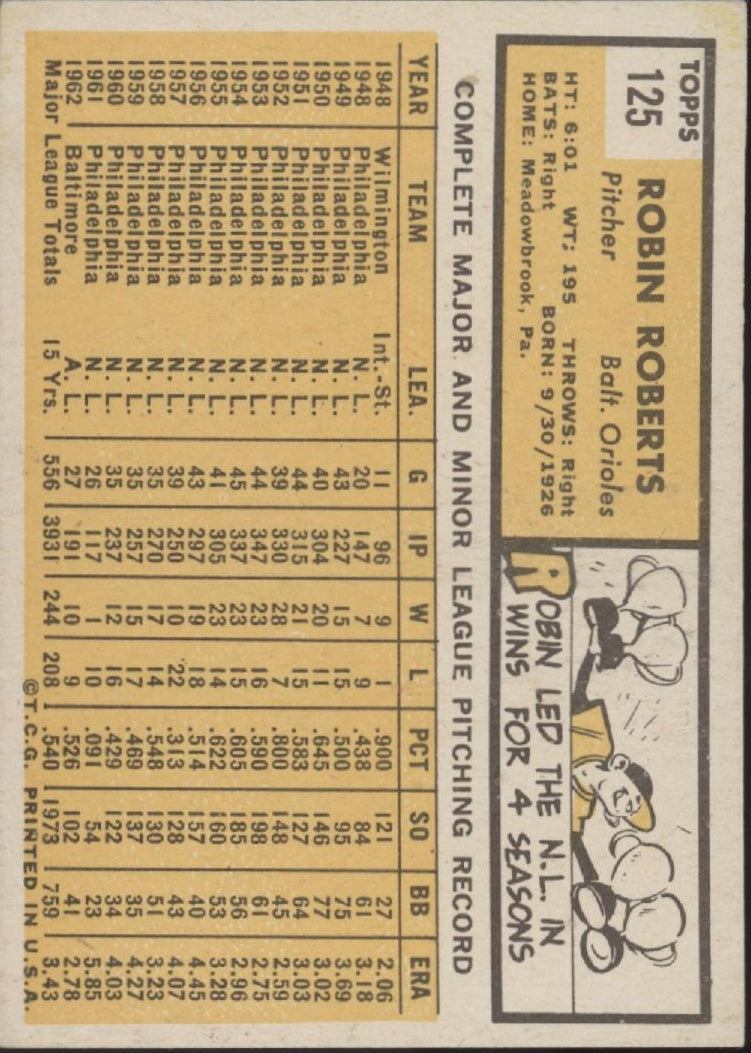 TOPPS
125
ROBIN ROBERTS
Pitcher Balt. Orioles
HT: 6:01 WT: 195 THROWS: Right
BATS: Right BORN: 9/30/1926
HOME: Meadowbrook, Pa.
ROBIN LED THE N.L. IN
WINS FOR 4 SEASONS
COMPLETE MAJOR AND MINOR LEAGUE PITCHING RECORD
YEAR TEAM LEA. G IP W L PCT SO BB ERA
1948 Wilmington Int.-St. 11 96 9 1 .900 121 27 2.06
1948 Philadelphia N. L. 20 147 7 9 .438 84 61 3.18
1949 Philadelphia N. L. 43 227 15 15 .500 95 75 3.69
1950 Philadelphia N. L. 40 304 20 11 .645 146 77 3.02
1951 Philadelphia N. L. 44 315 21 15 .583 127 64 3.03
1952 Philadelphia N. L. 39 330 28 7 .800 148 45 2.59
1953 Philadelphia N. L. 44 347 23 16 .590 198 61 2.75
1954 Philadelphia N. L. 45 337 23 15 .605 185 56 2.96
1955 Philadelphia N. L. 41 305 23 14 .622 160 53 3.28
1956 Philadelphia N. L. 43 297 19 18 .514 157 40 4.45
1957 Philadelphia N. L. 39 250 10 22 .313 128 43 4.07
1958 Philadelphia N. L. 35 270 17 14 .548 130 51 3.23
1959 Philadelphia N. L. 35 257 15 17 .469 137 35 4.27
1960 Philadelphia N. L. 35 237 12 16 .429 122 34 4.03
1961 Philadelphia N. L. 26 117 1 10 .091 54 23 5.85
1962 Baltimore A. L. 27 191 10 9 .526 102 41 2.78
Major League Totals 15 Yrs. 556 3931 244 208 .540 1973 759 3.43
©T.C.G. PRINTED IN U.S.A.